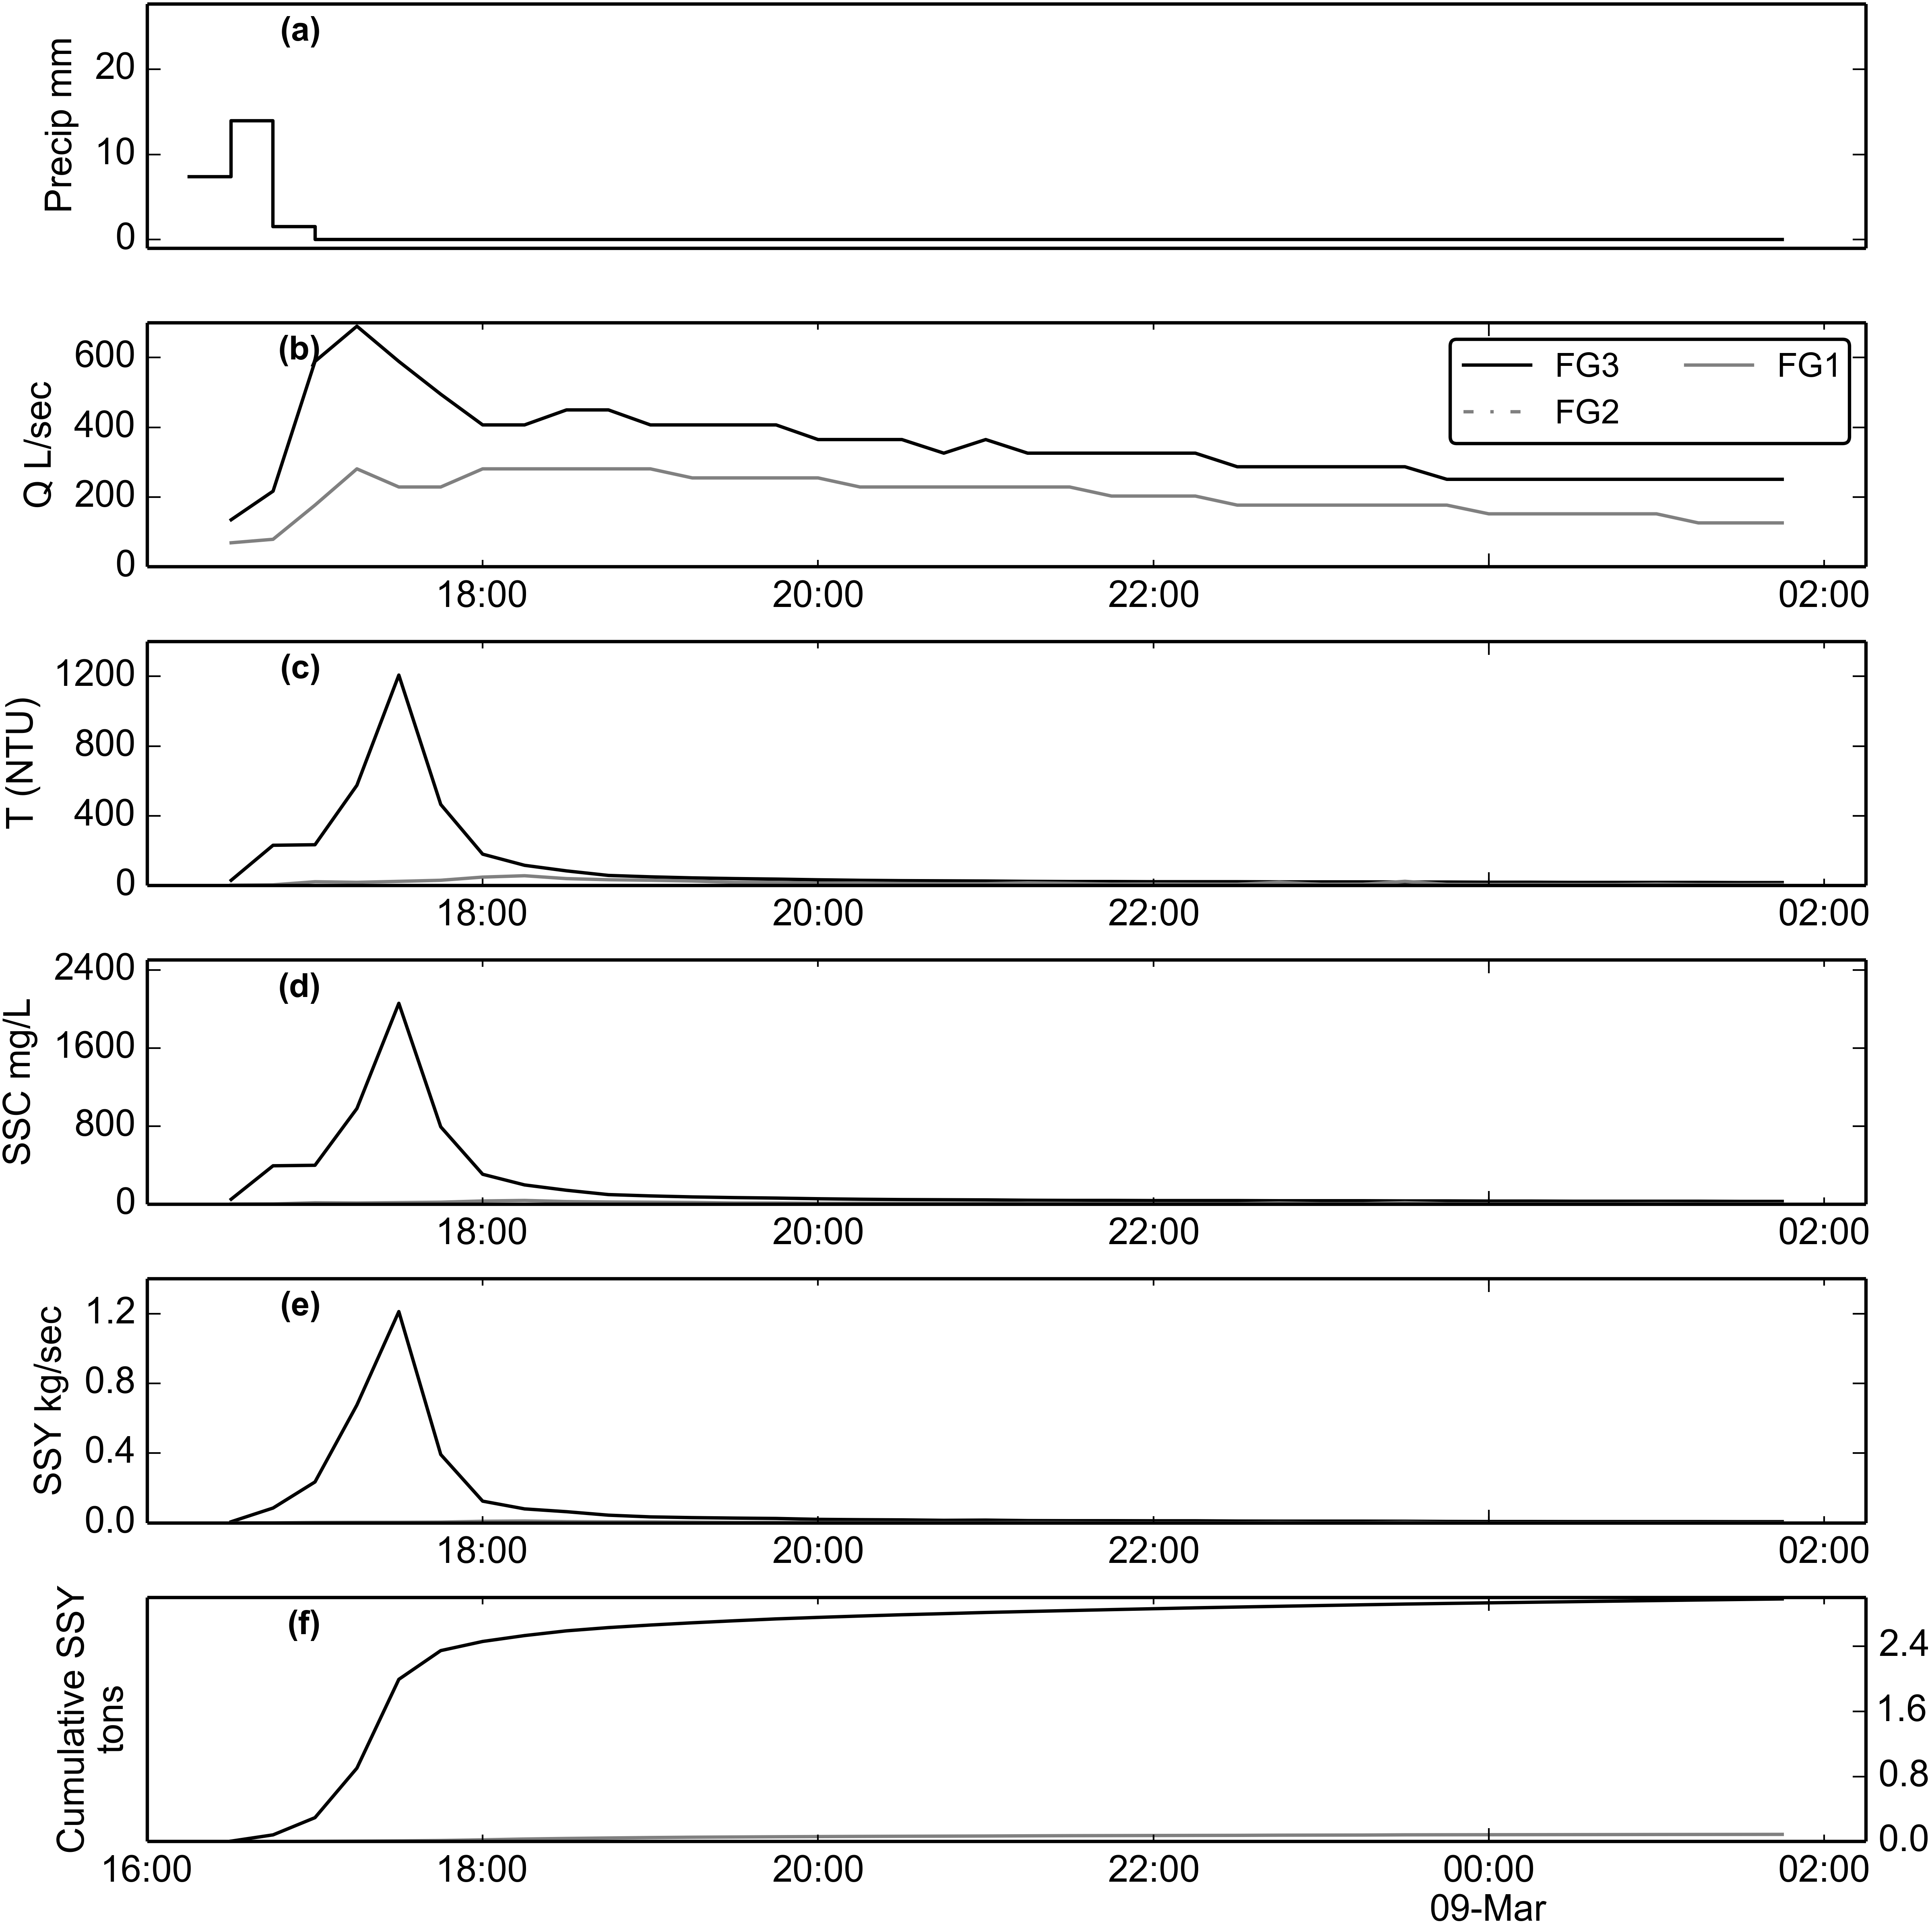 (a)
Precip mm
20
10
0
(b)
Q L/sec
600
400
200
0
FG3 FG1
FG2
18:00 20:00 22:00 02:00
(c)
T (NTU)
1200
800
400
0
18:00 20:00 22:00 02:00
(d)
SSC mg/L
2400
1600
800
0
18:00 20:00 22:00 02:00
(e)
SSY kg/sec
1.2
0.8
0.4
0.0
18:00 20:00 22:00 02:00
(f)
Cumulative SSY
tons
2.4
1.6
0.8
0.0
16:00 18:00 20:00 22:00 00:00 02:00
09-Mar